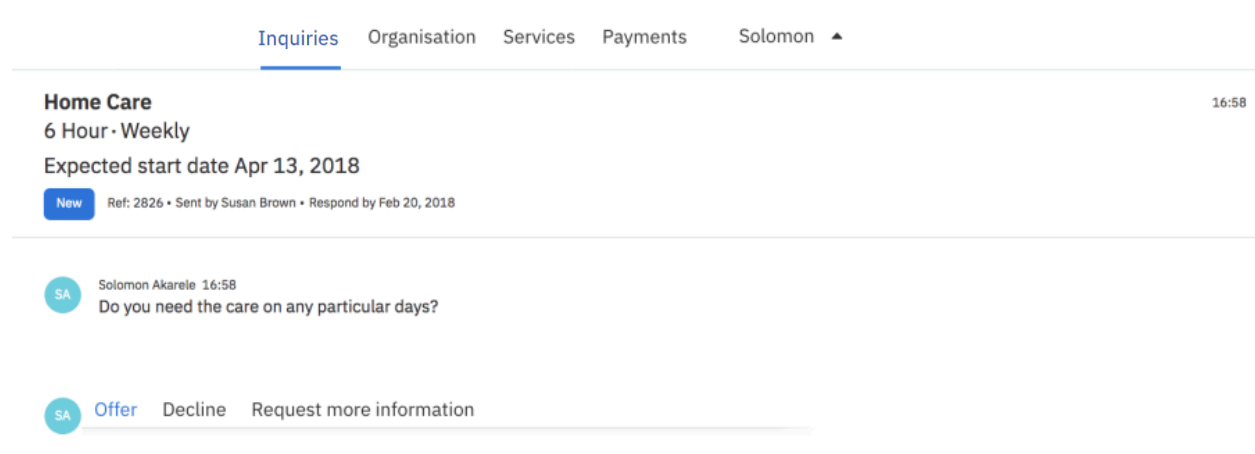 Inquiries Organisation Services Payments Solomon ▲
Home Care 16:58
6 Hour · Weekly
Expected start date Apr 13, 2018
New Ref: 2826 • Sent by Susan Brown • Respond by Feb 20, 2018
SA Solomon Akarele 16:58
Do you need the care on any particular days?
SA Offer Decline Request more information